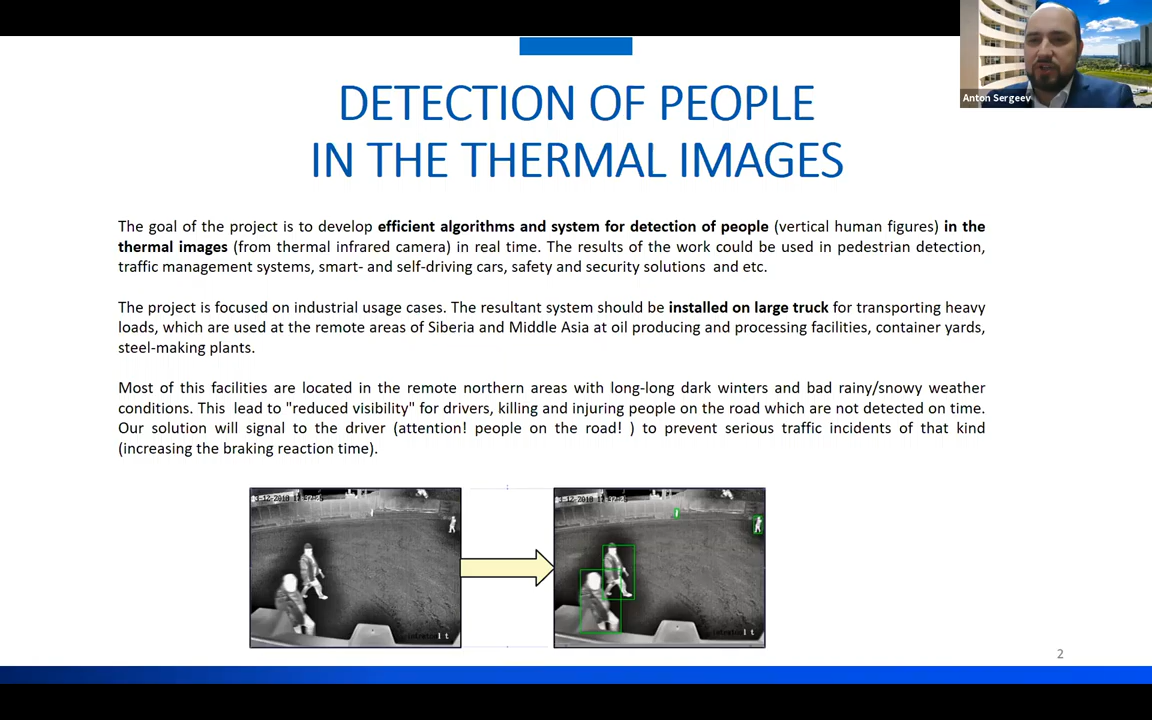 Anton Sergeev
DETECTION OF PEOPLE
IN THE THERMAL IMAGES
The goal of the project is to develop efficient algorithms and system for detection of people (vertical human figures) in the
thermal images (from thermal infrared camera) in real time. The results of the work could be used in pedestrian detection,
traffic management systems, smart- and self-driving cars, safety and security solutions and etc.
The project is focused on industrial usage cases. The resultant system should be installed on large truck for transporting heavy
loads, which are used at the remote areas of Siberia and Middle Asia at oil producing and processing facilities, container yards,
steel-making plants.
Most of this facilities are located in the remote northern areas with long-long dark winters and bad rainy/snowy weather
conditions. This lead to "reduced visibility" for drivers, killing and injuring people on the road which are not detected on time.
Our solution will signal to the driver (attention! people on the road! ) to prevent serious traffic incidents of that kind
(increasing the braking reaction time).
3-12-2018
3-12-2018
1 t
1 t
2